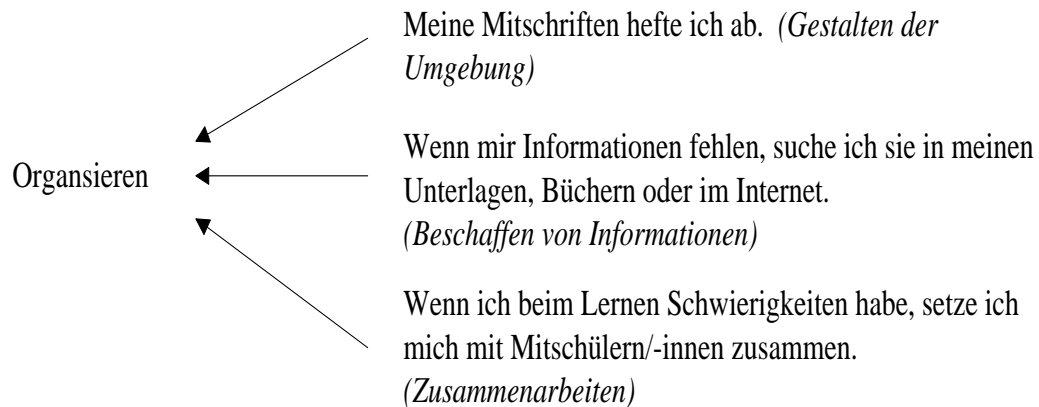 Meine Mitschriften hefte ich ab. (Gestalten der
Umgebung)
Organsieren
Wenn mir Informationen fehlen, suche ich sie in meinen
Unterlagen, Büchern oder im Internet.
(Beschaffen von Informationen)
Wenn ich beim Lernen Schwierigkeiten habe, setze ich
mich mit Mitschülern/-innen zusammen.
(Zusammenarbeiten)